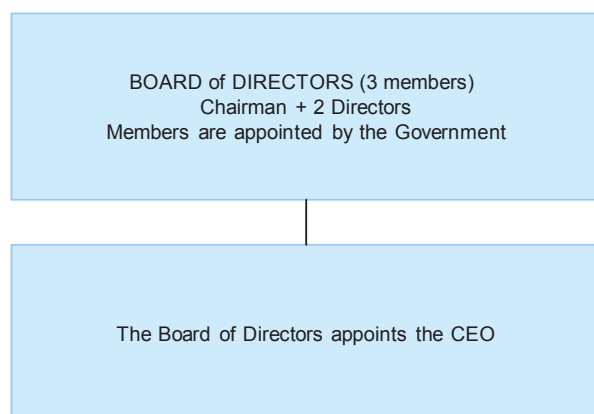 BOARD of DIRECTORS (3 members)
Chairman + 2 Directors
Members are appointed by the Government
The Board of Directors appoints the CEO